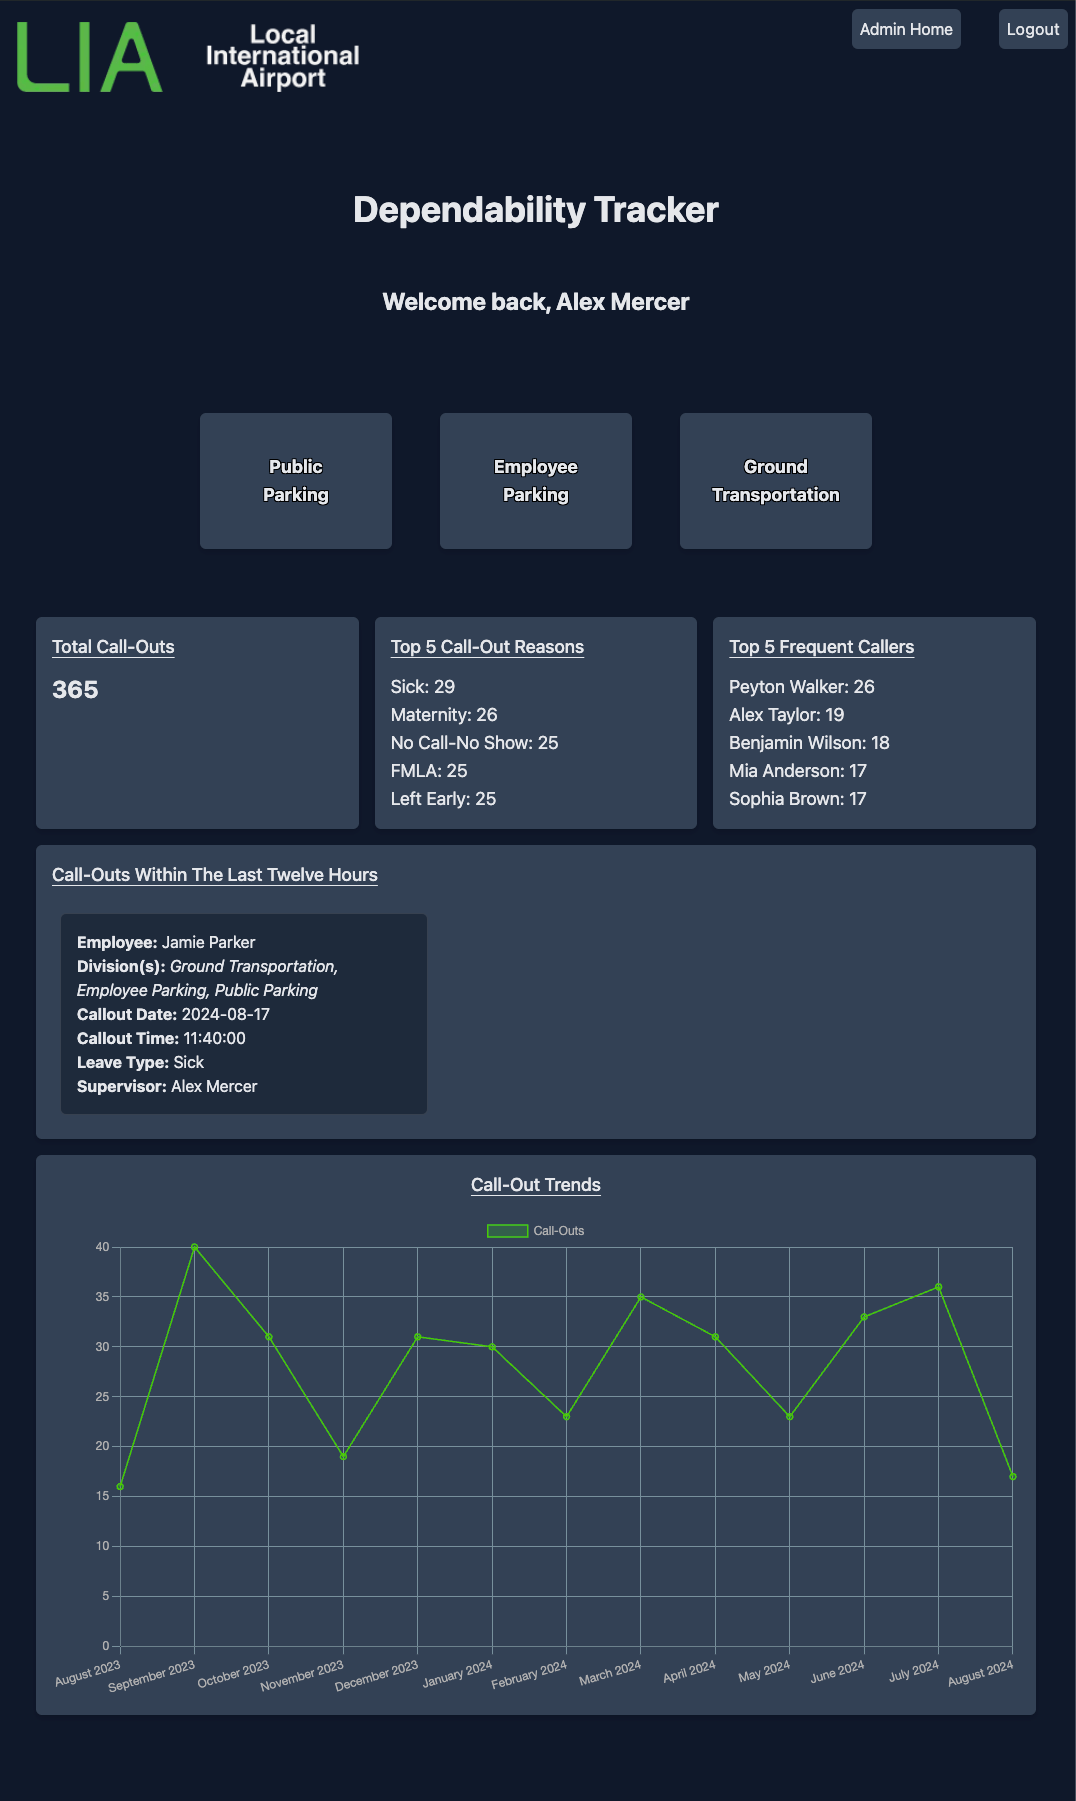 LIA
Local
International
Airport
Admin Home
Logout
Dependability Tracker
Welcome back, Alex Mercer
Public
Parking
Employee
Parking
Ground
Transportation
Total Call-Outs
365
Top 5 Call-Out Reasons
Sick: 29
Maternity: 26
No Call-No Show: 25
FMLA: 25
Left Early: 25
Top 5 Frequent Callers
Peyton Walker: 26
Alex Taylor: 19
Benjamin Wilson: 18
Mia Anderson: 17
Sophia Brown: 17
Call-Outs Within The Last Twelve Hours
Employee: Jamie Parker
Division(s): Ground Transportation,
Employee Parking, Public Parking
Callout Date: 2024-08-17
Callout Time: 11:40:00
Leave Type: Sick
Supervisor: Alex Mercer
Call-Out Trends
Call-Outs
40
35
30
25
20
15
10
5
0
August 2023
September 2023
October 2023
November 2023
December 2023
January 2024
February 2024
March 2024
April 2024
May 2024
June 2024
July 2024
August 2024